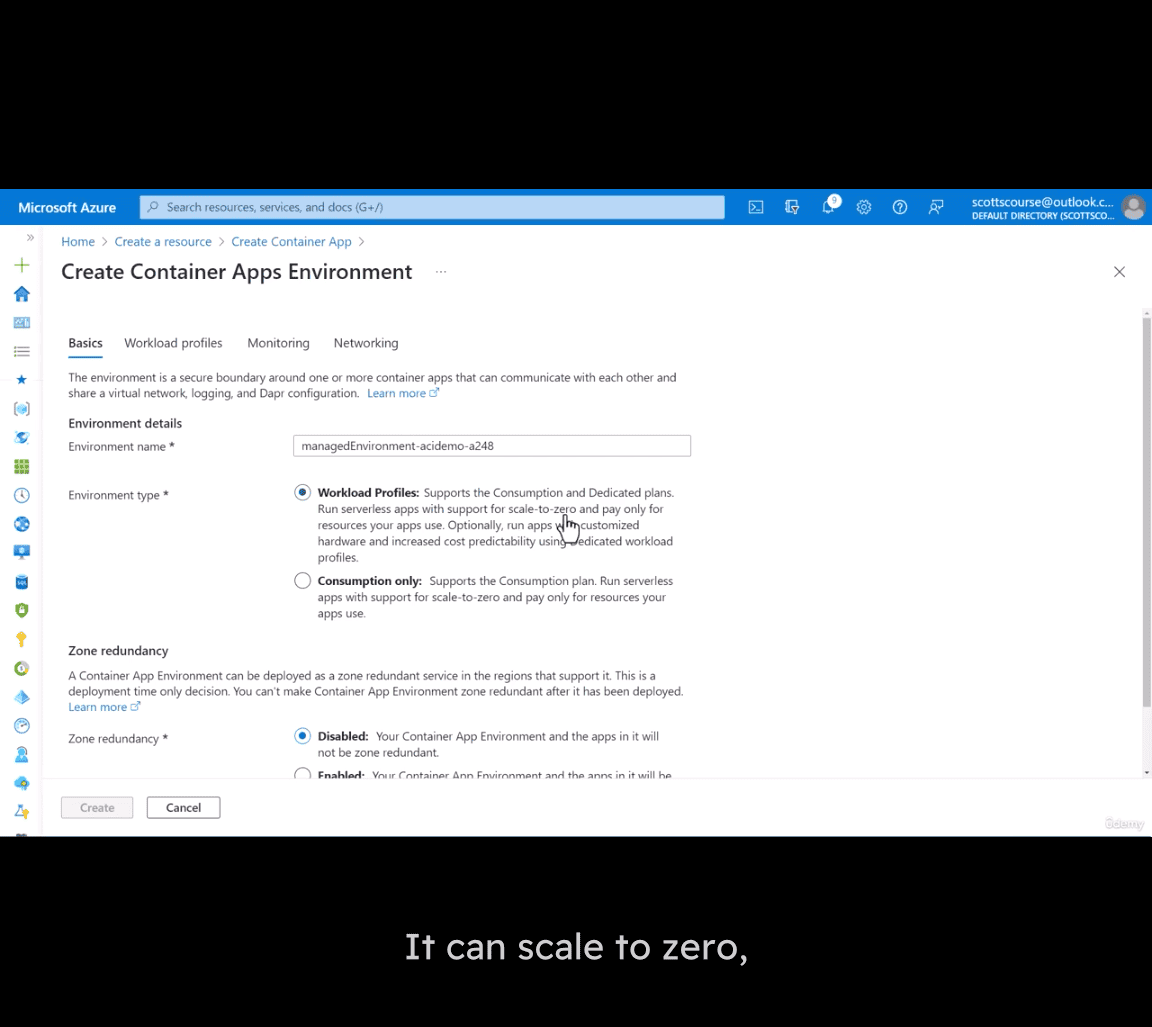 Microsoft Azure
Search resources, services, and docs (G+/)
9
scottscourse@outlook.c...
DEFAULT DIRECTORY (SCOTTSCO...
Home > Create a resource > Create Container App >
Create Container Apps Environment ...
Basics Workload profiles Monitoring Networking
The environment is a secure boundary around one or more container apps that can communicate with each other and
share a virtual network, logging, and Dapr configuration. Learn more
Environment details
Environment name *
managedEnvironment-acidemo-a248
Environment type *
Workload Profiles: Supports the Consumption and Dedicated plans.
Run serverless apps with support for scale-to-zero and pay only for
resources your apps use. Optionally, run apps customized
hardware and increased cost predictability using dedicated workload
profiles.
Consumption only: Supports the Consumption plan. Run serverless
apps with support for scale-to-zero and pay only for resources your
apps use.
Zone redundancy
A Container App Environment can be deployed as a zone redundant service in the regions that support it. This is a
deployment time only decision. You can't make Container App Environment zone redundant after it has been deployed.
Learn more
Zone redundancy *
Disabled: Your Container App Environment and the apps in it will
not be zone redundant.
Enabled: Your Container App Environment and the apps in it will be
Create Cancel
ûdemy
It can scale to zero,